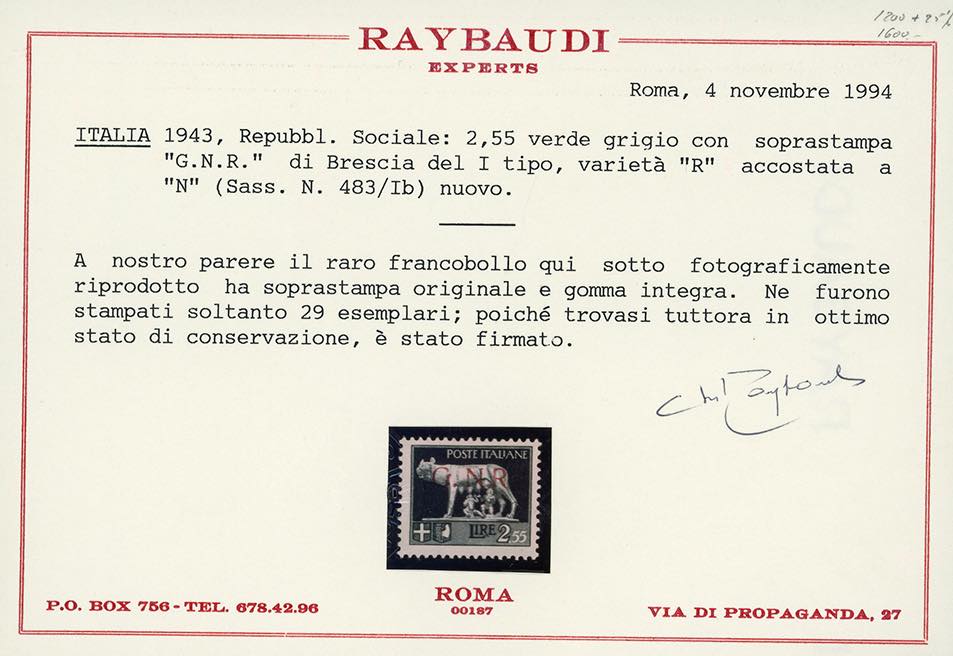 1200 + 25%
1600-
RAYBAUDI
EXPERTS
Roma, 4 novembre 1994
ITALIA 1943, Repubbl. Sociale: 2,55 verde grigio con soprastampa
"G.N.R." di Brescia del I tipo, varietà "R" accostata a
"N" (Sass. N. 483/Ib) nuovo.
A nostro parere il raro francobollo qui sotto fotograficamente
riprodotto ha soprastampa originale e gomma integra. Ne furono
stampati soltanto 29 esemplari; poiché trovasi tuttora in ottimo
stato di conservazione, è stato firmato.
POSTE ITALIANE
G.N.R
LIRE 2,55
ROMA
00187
P.O. BOX 756 - TEL. 678.42.96
VIA DI PROPAGANDA, 27